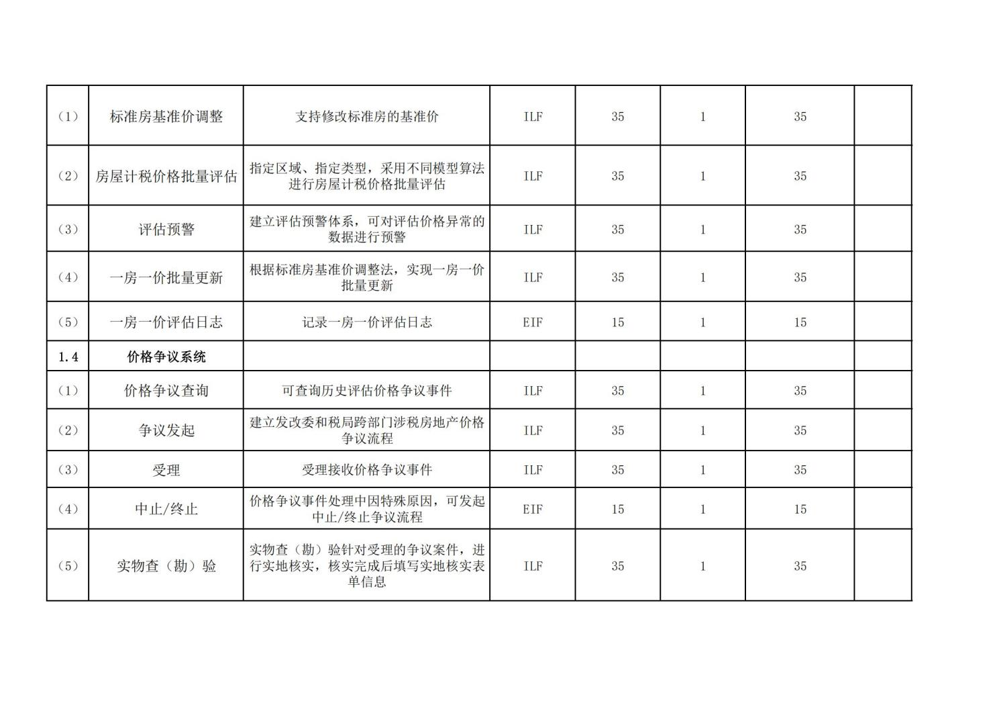 （1） 标准房基准价调整 支持修改标准房的基准价 ILF 35 1 35
（2） 房屋计税价格批量评估 指定区域、指定类型，采用不同模型算法
进行房屋计税价格批量评估 ILF 35 1 35
（3） 评估预警 建立评估预警体系，可对评估价格异常的
数据进行预警 ILF 35 1 35
（4） 一房一价批量更新 根据标准房基准价调整法，实现一房一价
批量更新 ILF 35 1 35
（5） 一房一价评估日志 记录一房一价评估日志 EIF 15 1 15
1.4 价格争议系统
（1） 价格争议查询 可查询历史评估价格争议事件 ILF 35 1 35
（2） 争议发起 建立发改委和税局跨部门涉税房地产价格
争议流程 ILF 35 1 35
（3） 受理 受理接收价格争议事件 ILF 35 1 35
（4） 中止/终止 价格争议事件处理中因特殊原因，可发起
中止/终止争议流程 EIF 15 1 15
（5） 实物查（勘）验 实物查（勘）验针对受理的争议案件，进
行实地核实，核实完成后填写实地核实表
单信息 ILF 35 1 35